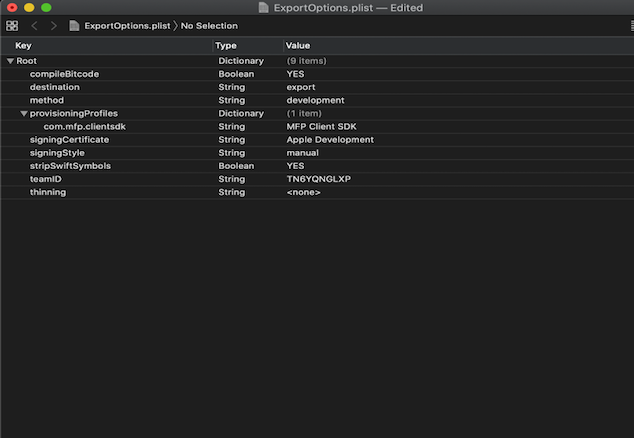 ExportOptions.plist — Edited
ExportOptions.plist 〉 No Selection
Key Type Value
Root Dictionary (9 items)
compileBitcode Boolean YES
destination String export
method String development
provisioningProfiles Dictionary (1 item)
com.mfp.clientsdk String MFP Client SDK
signingCertificate String Apple Development
signingStyle String manual
stripSwiftSymbols Boolean YES
teamID String TN6YQNGLXP
thinning String <none>